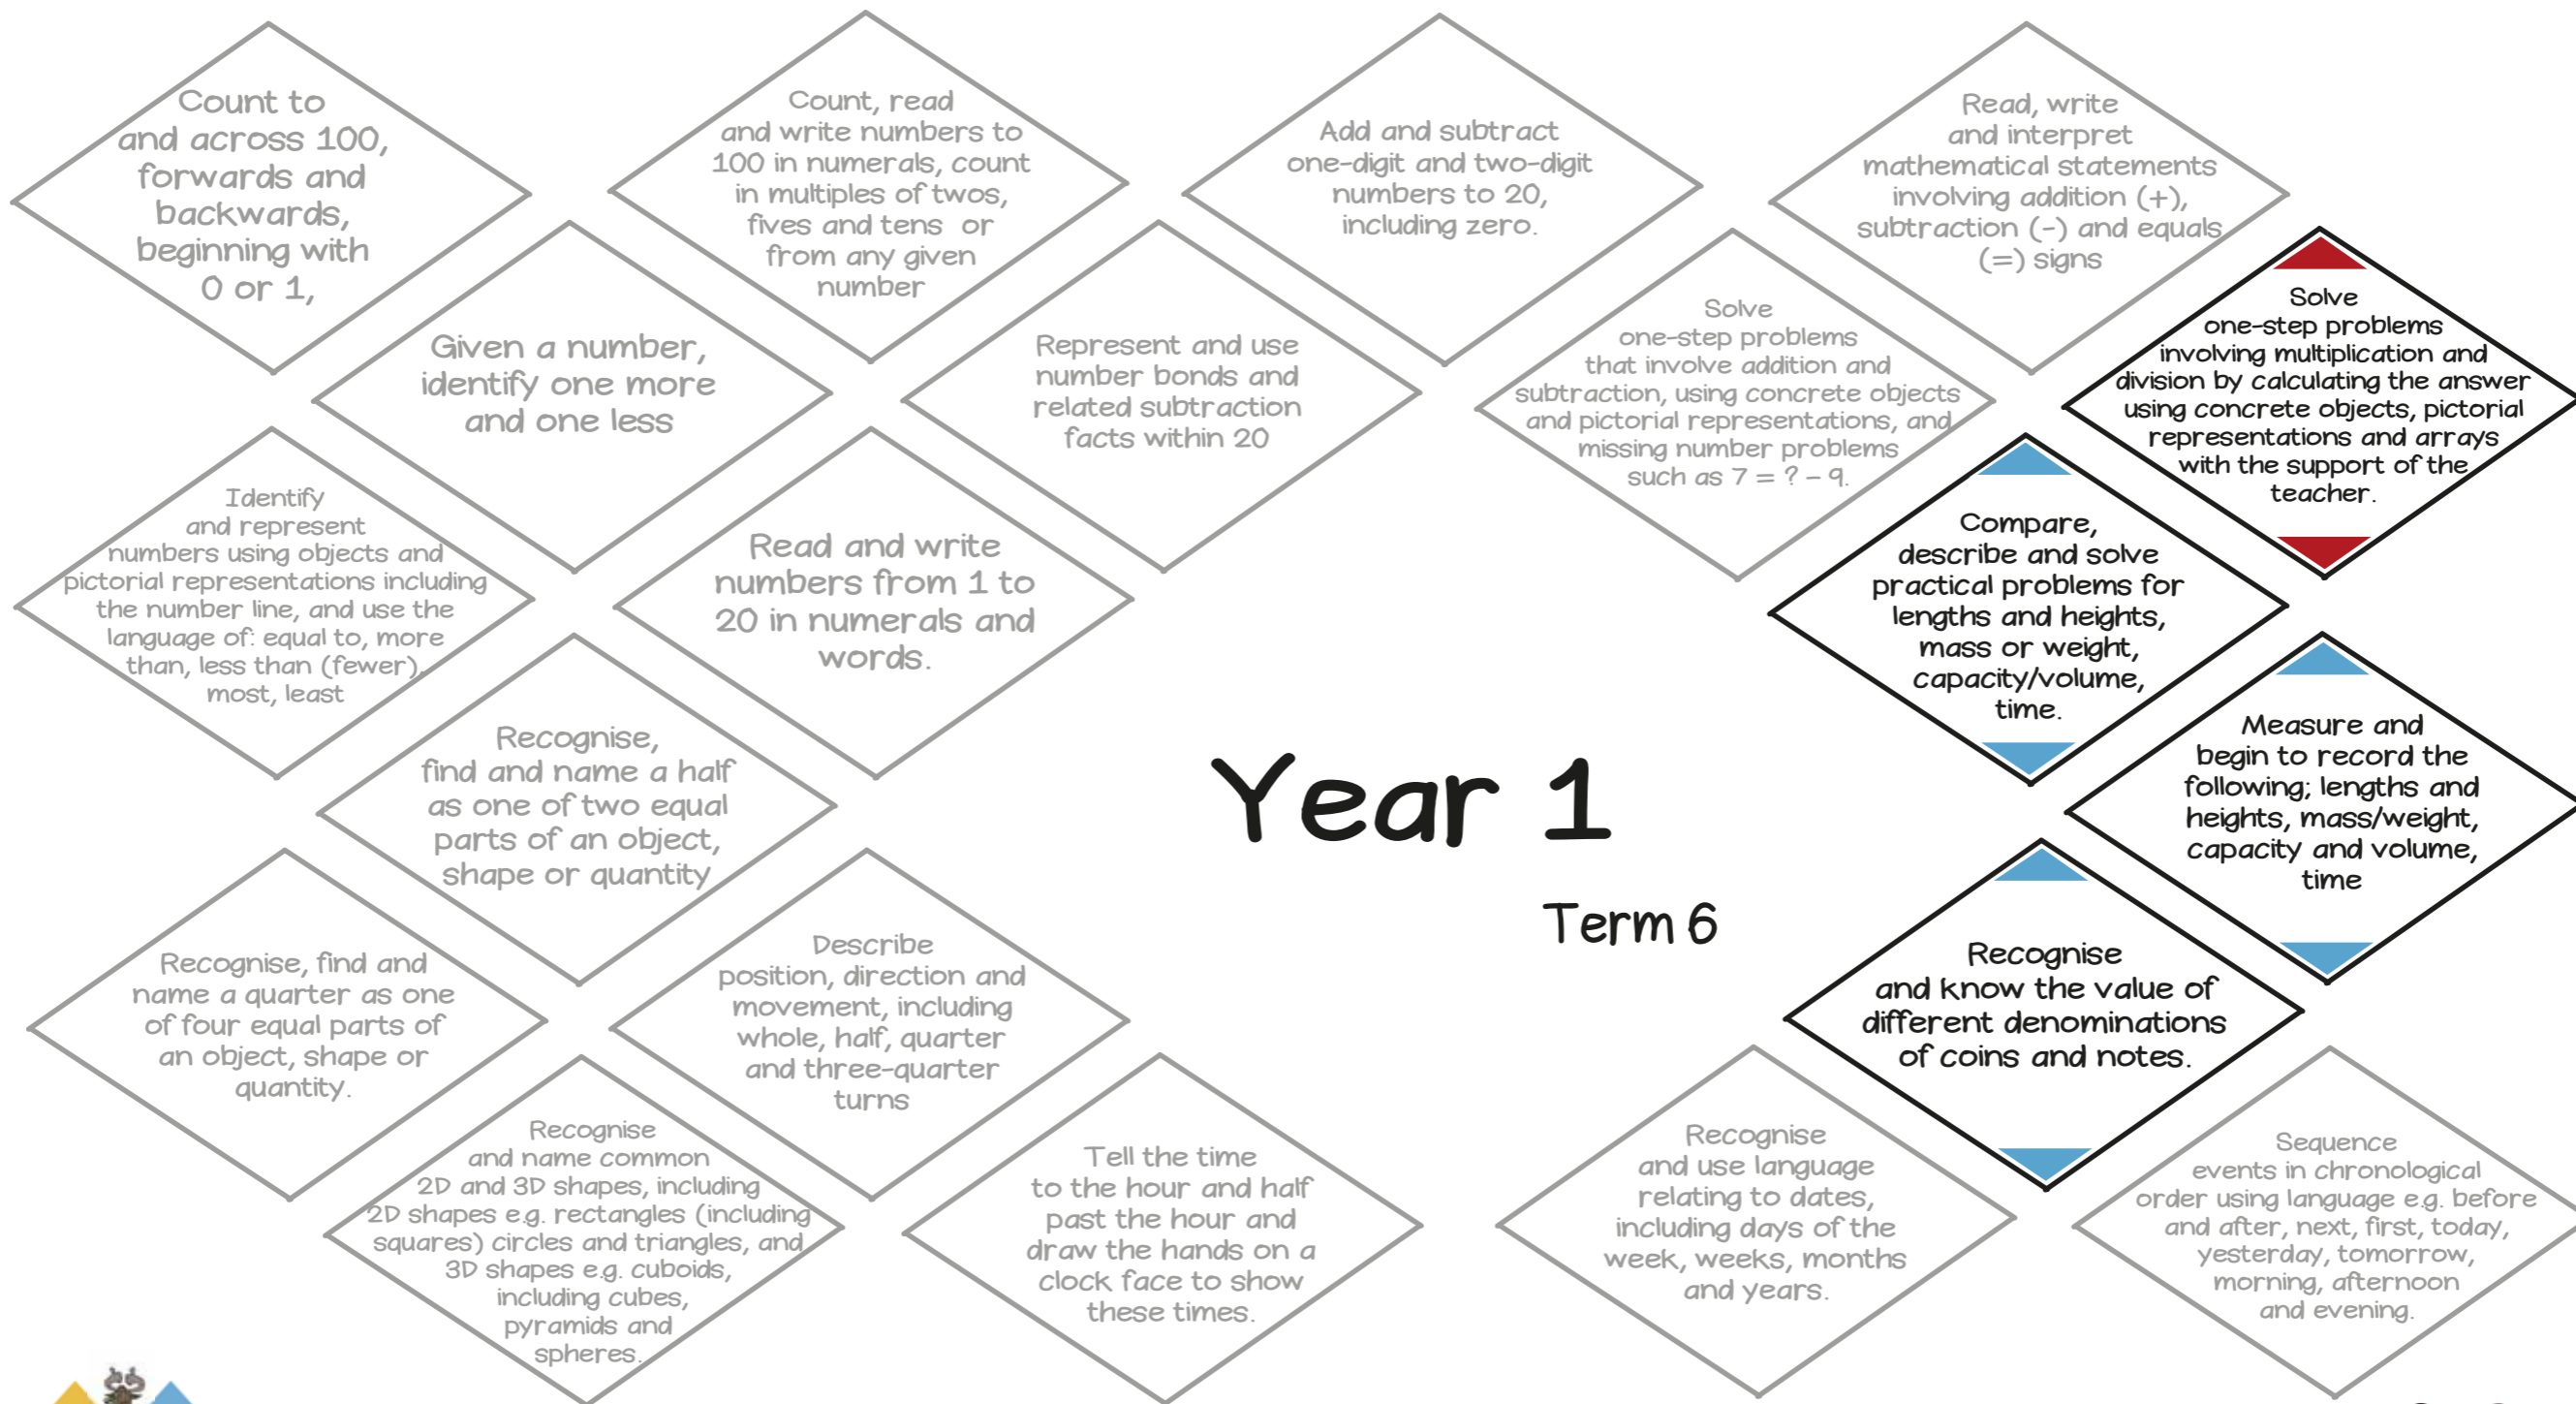 Count to
and across 100,
forwards and
backwards,
beginning with
0 or 1,
Count, read
and write numbers to
100 in numerals, count
in multiples of twos,
fives and tens or
from any given
number
Add and subtract
one-digit and two-digit
numbers to 20,
including zero.
Read, write
and interpret
mathematical statements
involving addition (+),
subtraction (-) and equals
(=) signs
Given a number,
identify one more
and one less
Represent and use
number bonds and
related subtraction
facts within 20
Solve
one-step problems
that involve addition and
subtraction, using concrete objects
and pictorial representations, and
missing number problems
such as 7 = ? – 9.
Solve
one-step problems
involving multiplication and
division by calculating the answer
using concrete objects, pictorial
representations and arrays
with the support of the
teacher.
Identify
and represent
numbers using objects and
pictorial representations including
the number line, and use the
language of: equal to, more
than, less than (fewer),
most, least
Read and write
numbers from 1 to
20 in numerals and
words.
Compare,
describe and solve
practical problems for
lengths and heights,
mass or weight,
capacity/volume,
time.
Recognise,
find and name a half
as one of two equal
parts of an object,
shape or quantity
Year 1
Term 6
Measure and
begin to record the
following; lengths and
heights, mass/weight,
capacity and volume,
time
Recognise, find and
name a quarter as one
of four equal parts of
an object, shape or
quantity.
Describe
position, direction and
movement, including
whole, half, quarter
and three-quarter
turns
Recognise
and know the value of
different denominations
of coins and notes.
Recognise
and name common
2D and 3D shapes, including
2D shapes e.g. rectangles (including
squares) circles and triangles, and
3D shapes e.g. cuboids,
including cubes,
pyramids and
spheres.
Tell the time
to the hour and half
past the hour and
draw the hands on a
clock face to show
these times.
Recognise
and use language
relating to dates,
including days of the
week, weeks, months
and years.
Sequence
events in chronological
order using language e.g. before
and after, next, first, today,
yesterday, tomorrow,
morning, afternoon
and evening.